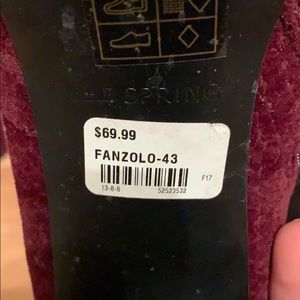 SPRING
$69.99
FANZOLO-43
F17
13-8-6 52523532